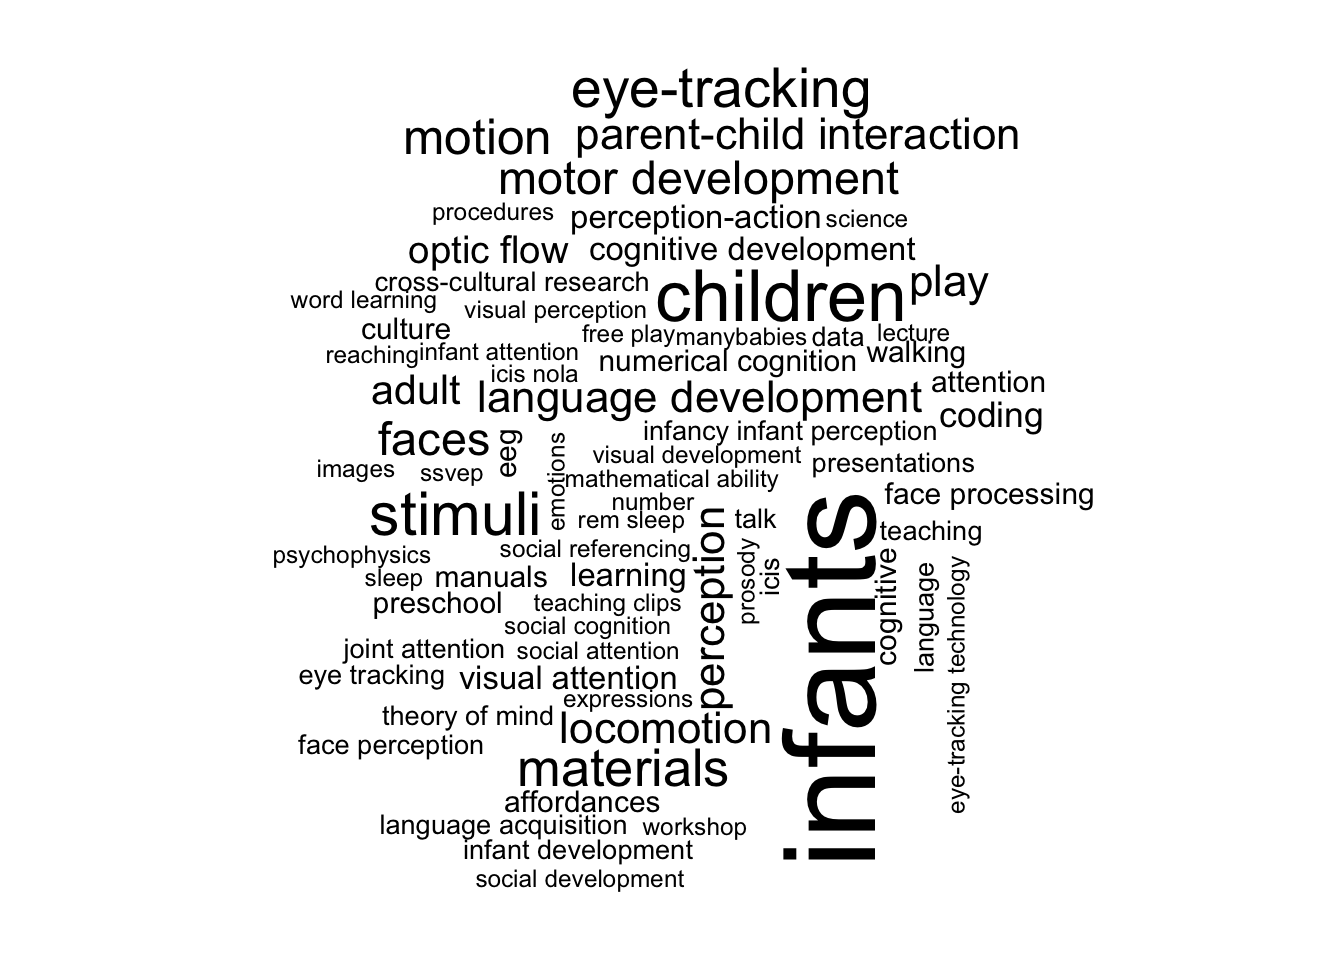 eye-tracking
motion parent-child interaction
motor development
procedures perception-action science
optic flow cognitive development
cross-cultural research children play
word learning visual perception
culture free play manybabies data lecture
reaching infant attention numerical cognition walking
icis nola
adult language development attention
coding
faces eeg emotions infancy infant perception
images ssvep visual development presentations
mathematical ability
stimuli number infants face processing
rem sleep perception talk teaching
psychophysics social referencing prosody icis cognitive language eye-tracking technology
sleep manuals learning
preschool teaching clips
social cognition
joint attention social attention
eye tracking visual attention
expressions
theory of mind locomotion
face perception
materials
affordances
language acquisition workshop
infant development
social development